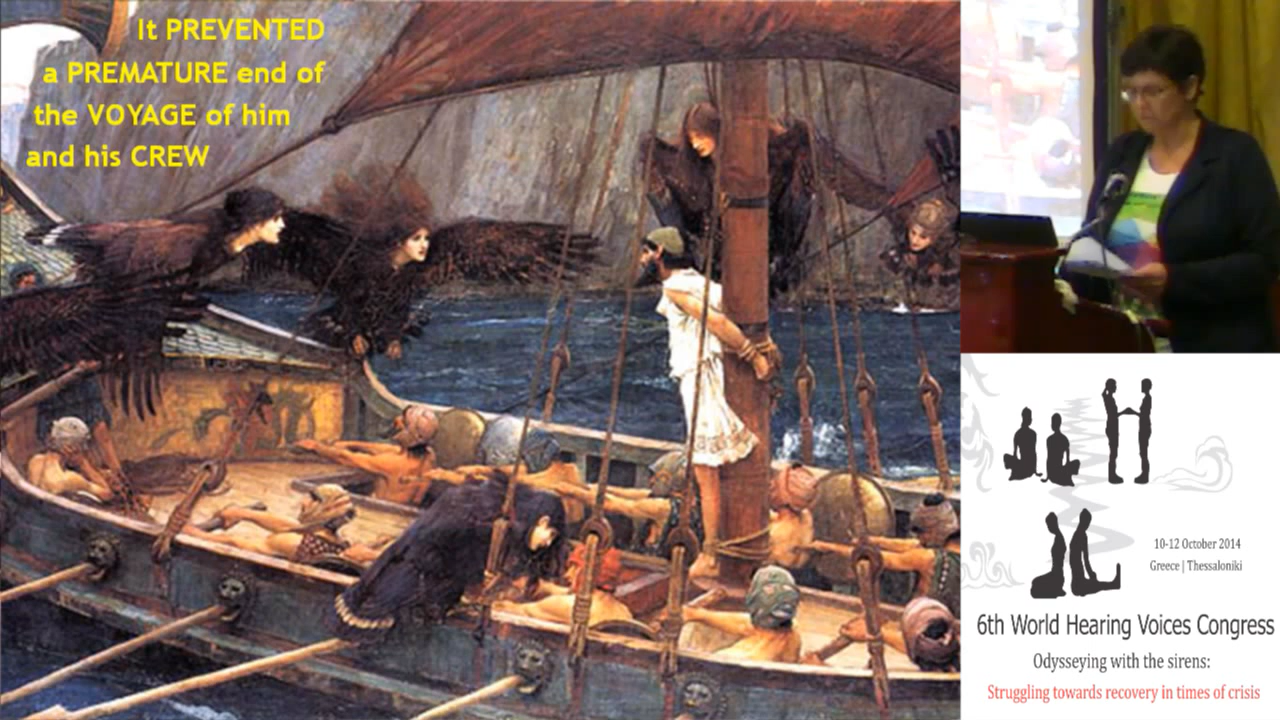 It PREVENTED
a PREMATURE end of
the VOYAGE of him
and his CREW
10-12 October 2014
Greece | Thessaloniki
6th World Hearing Voices Congress
Odysseying with the sirens:
Struggling towards recovery in times of crisis